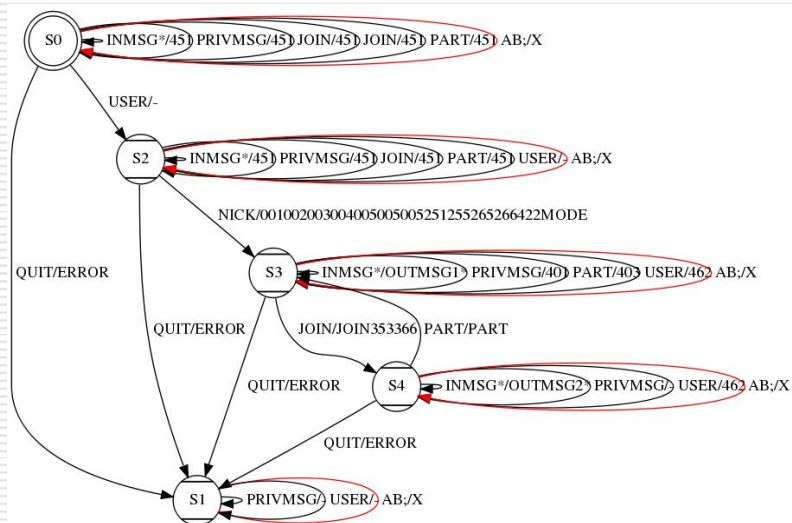 S0 INMSG*/451 PRIVMSG/451 JOIN/451 JOIN/451 PART/451 AB;/X
USER/-
S2 INMSG*/451 PRIVMSG/451 JOIN/451 PART/451 USER/- AB;/X
NICK/001002003004005005005251255265266422MODE
QUIT/ERROR
S3 INMSG*/OUTMSG1* PRIVMSG/401 PART/403 USER/462 AB;/X
QUIT/ERROR
JOIN/JOIN353366 PART/PART
QUIT/ERROR
S4 INMSG*/OUTMSG2* PRIVMSG/- USER/462 AB;/X
QUIT/ERROR
S1 PRIVMSG/- USER/- AB;/X